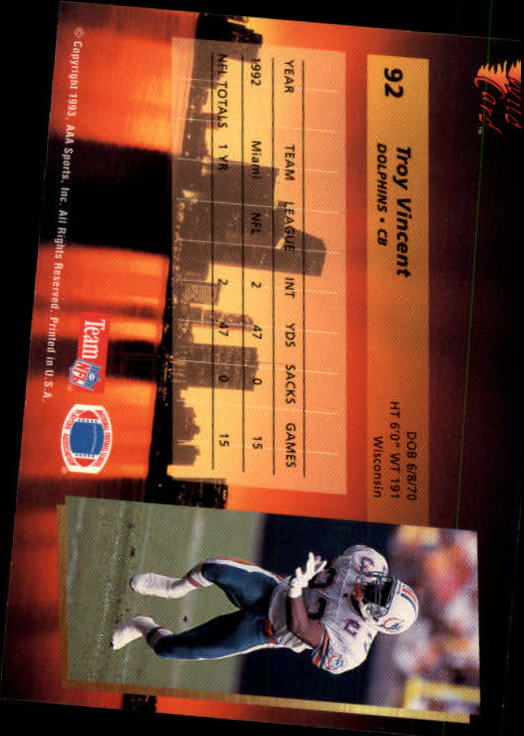 Wild
Card™
92
Troy Vincent
DOLPHINS • CB
DOB 6/8/70
HT 6'0" WT 191
Wisconsin
YEAR TEAM LEAGUE INT YDS SACKS GAMES
1992 Miami NFL 2 47 0 15
NFL TOTALS 1 YR 2 47 0 15
Team NFL
© Copyright 1993, AAA Sports, Inc. All Rights Reserved. Printed in U.S.A.